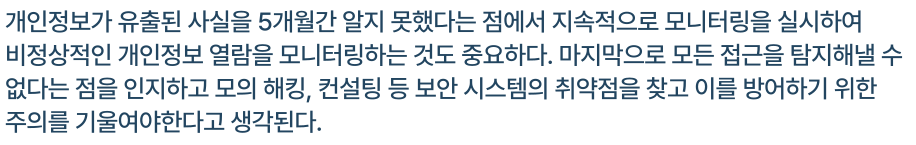 개인정보가 유출된 사실을 5개월간 알지 못했다는 점에서 지속적으로 모니터링을 실시하여
비정상적인 개인정보 열람을 모니터링하는 것도 중요하다. 마지막으로 모든 접근을 탐지해낼 수
없다는 점을 인지하고 모의 해킹, 컨설팅 등 보안 시스템의 취약점을 찾고 이를 방어하기 위한
주의를 기울여야한다고 생각된다.